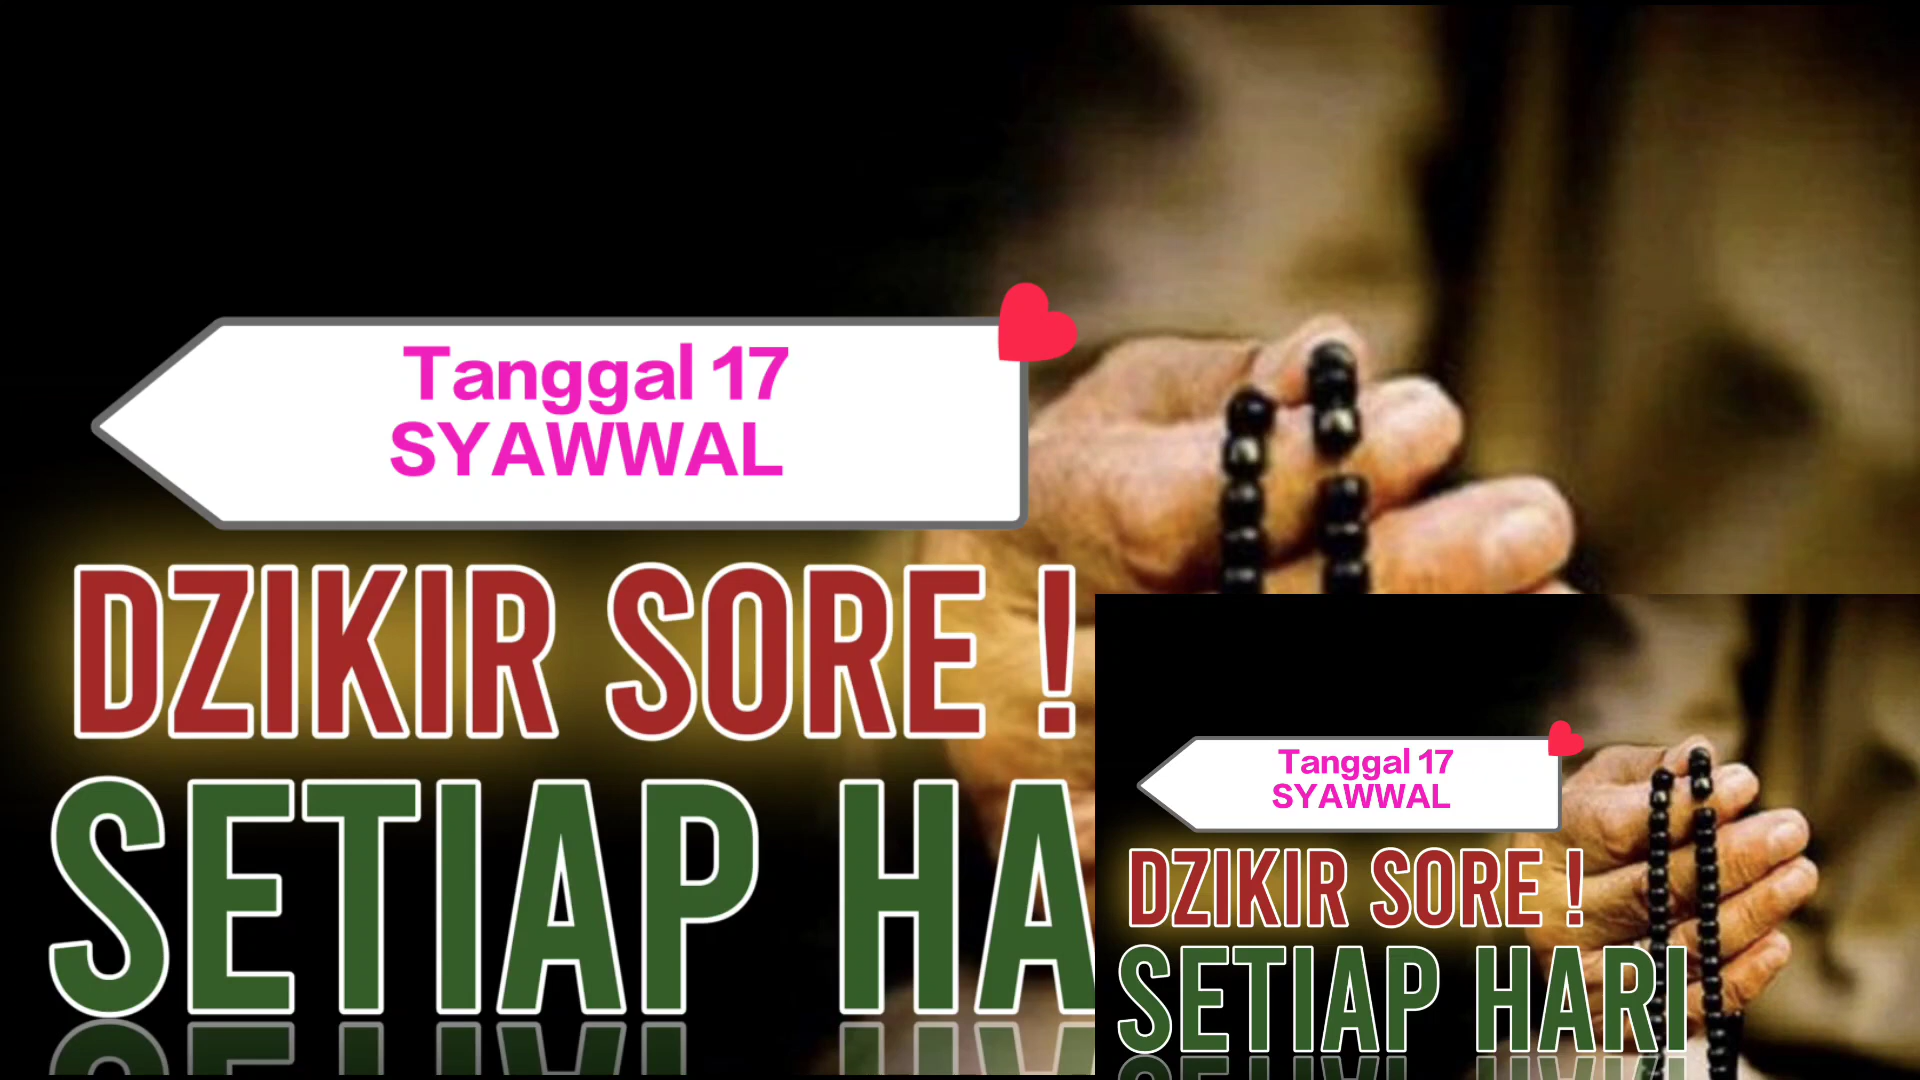 Tanggal 17
SYAWWAL
DZIKIR SORE !
SETIAP HA
Tanggal 17
SYAWWAL
DZIKIR SORE !
SETIAP HARI